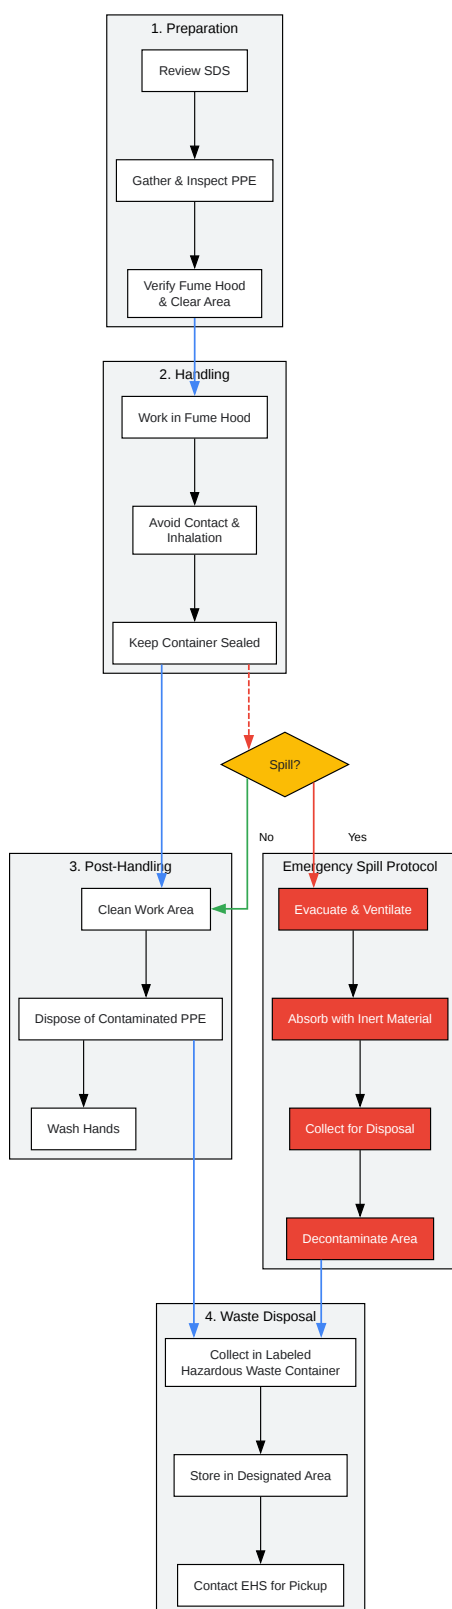 1. Preparation
Review SDS
Gather & Inspect PPE
Verify Fume Hood
& Clear Area
2. Handling
Work in Fume Hood
Avoid Contact &
Inhalation
Keep Container Sealed
Spill?
No
Yes
3. Post-Handling
Clean Work Area
Dispose of Contaminated PPE
Wash Hands
Emergency Spill Protocol
Evacuate & Ventilate
Absorb with Inert Material
Collect for Disposal
Decontaminate Area
4. Waste Disposal
Collect in Labeled
Hazardous Waste Container
Store in Designated Area
Contact EHS for Pickup